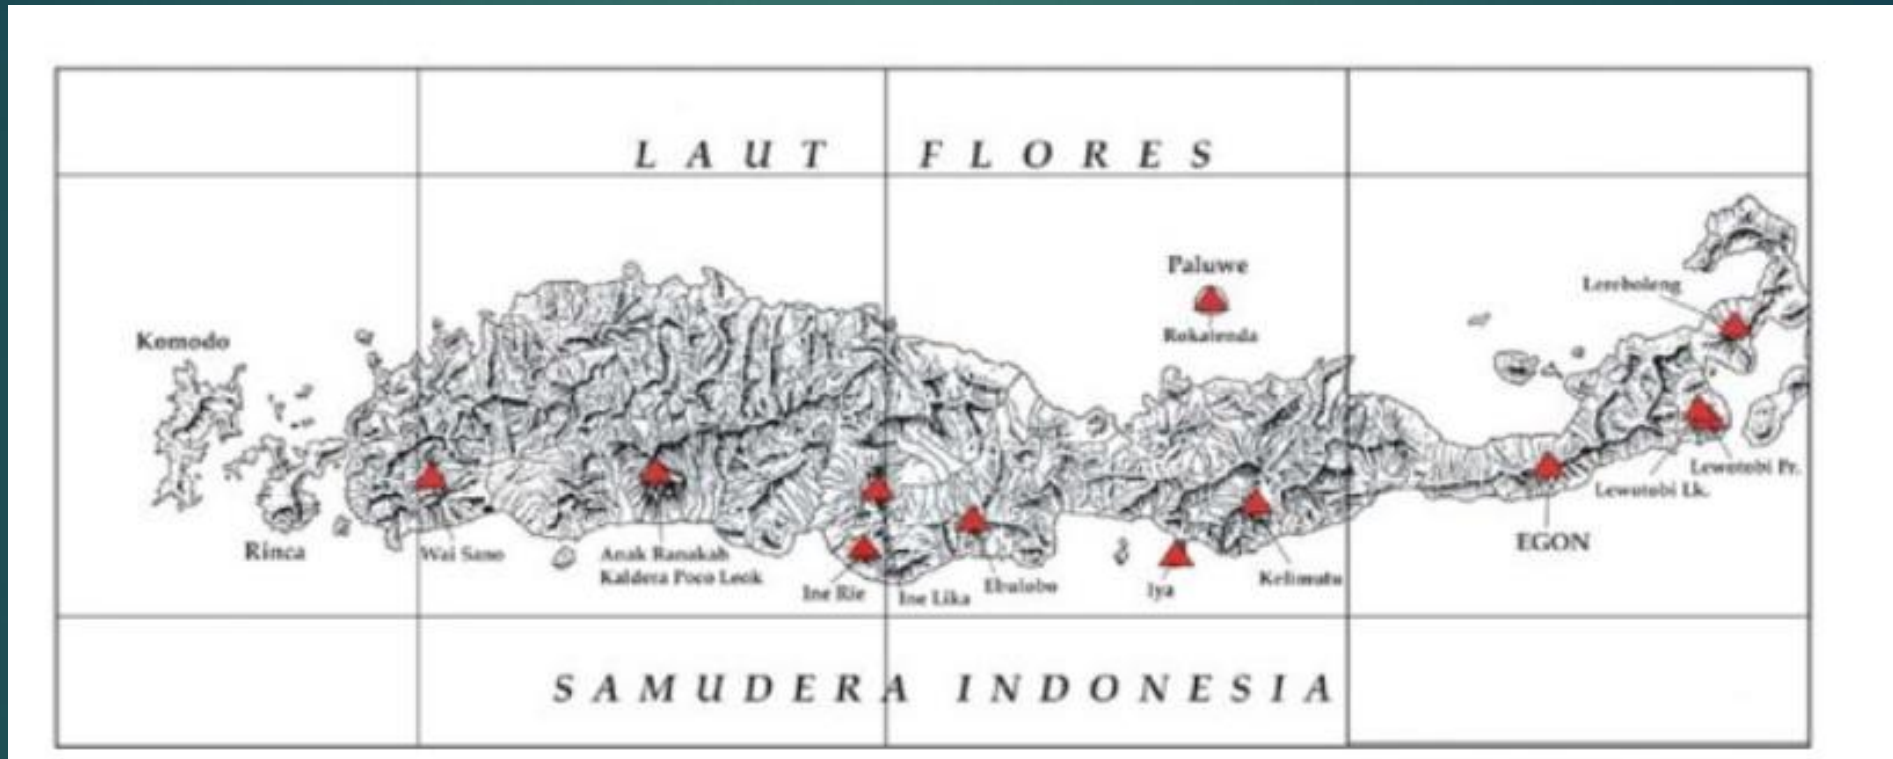 LAUT FLORES
Paluwe
Rokatenda
Lereboleng
Komodo
Rinca
Wai Sano
Anak Ranakah
Kaldera Poco Leok
Ine Rie
Ine Lika
Ebulobo
Iya
Kelimutu
EGON
Lewotobi Lk.
Lewotobi Pr.
SAMUDERA INDONESIA